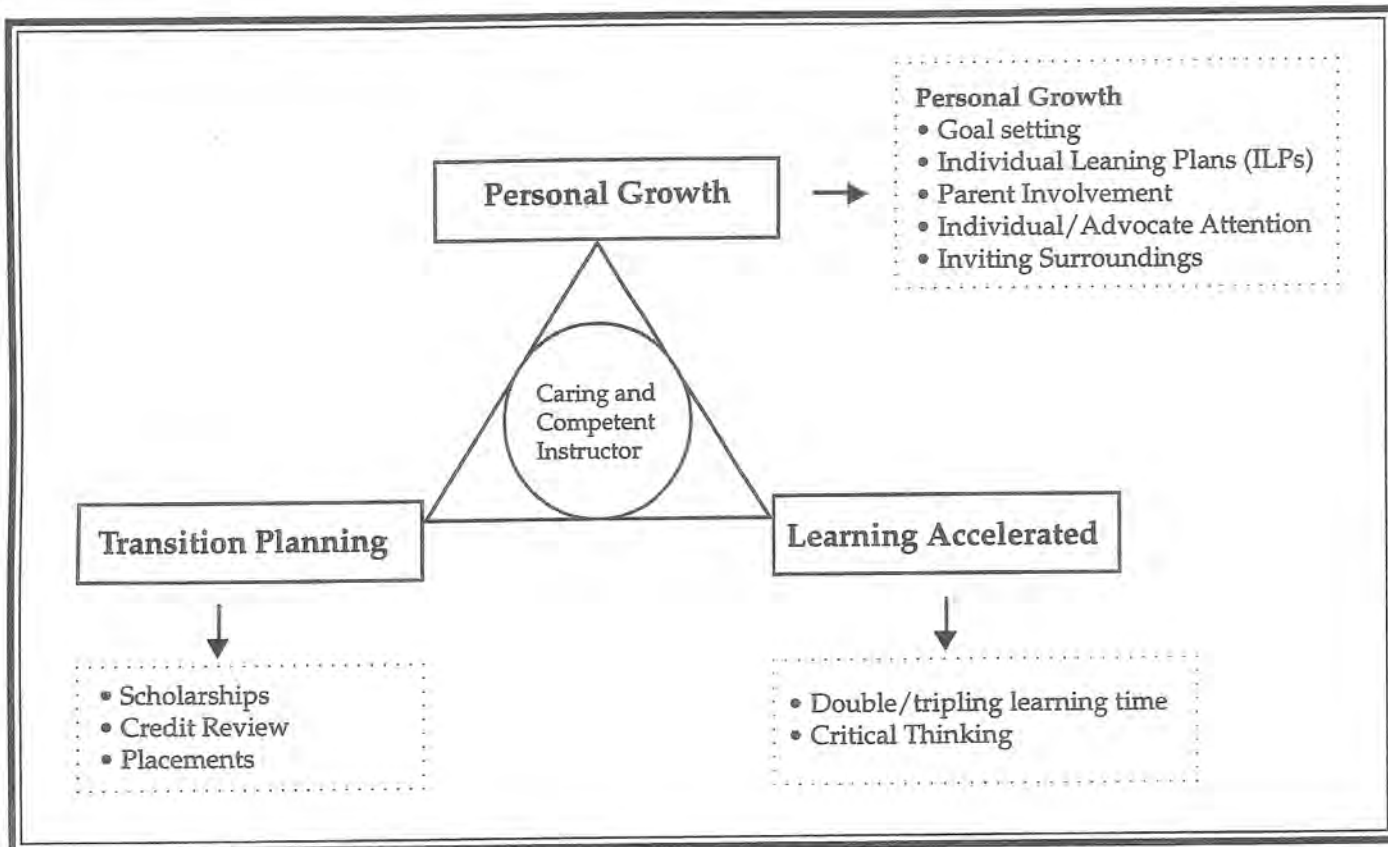 Personal Growth
Personal Growth
• Goal setting
• Individual Leaning Plans (ILPs)
• Parent Involvement
• Individual/Advocate Attention
• Inviting Surroundings
Caring and
Competent
Instructor
Transition Planning
Learning Accelerated
• Scholarships
• Credit Review
• Placements
• Double/tripling learning time
• Critical Thinking